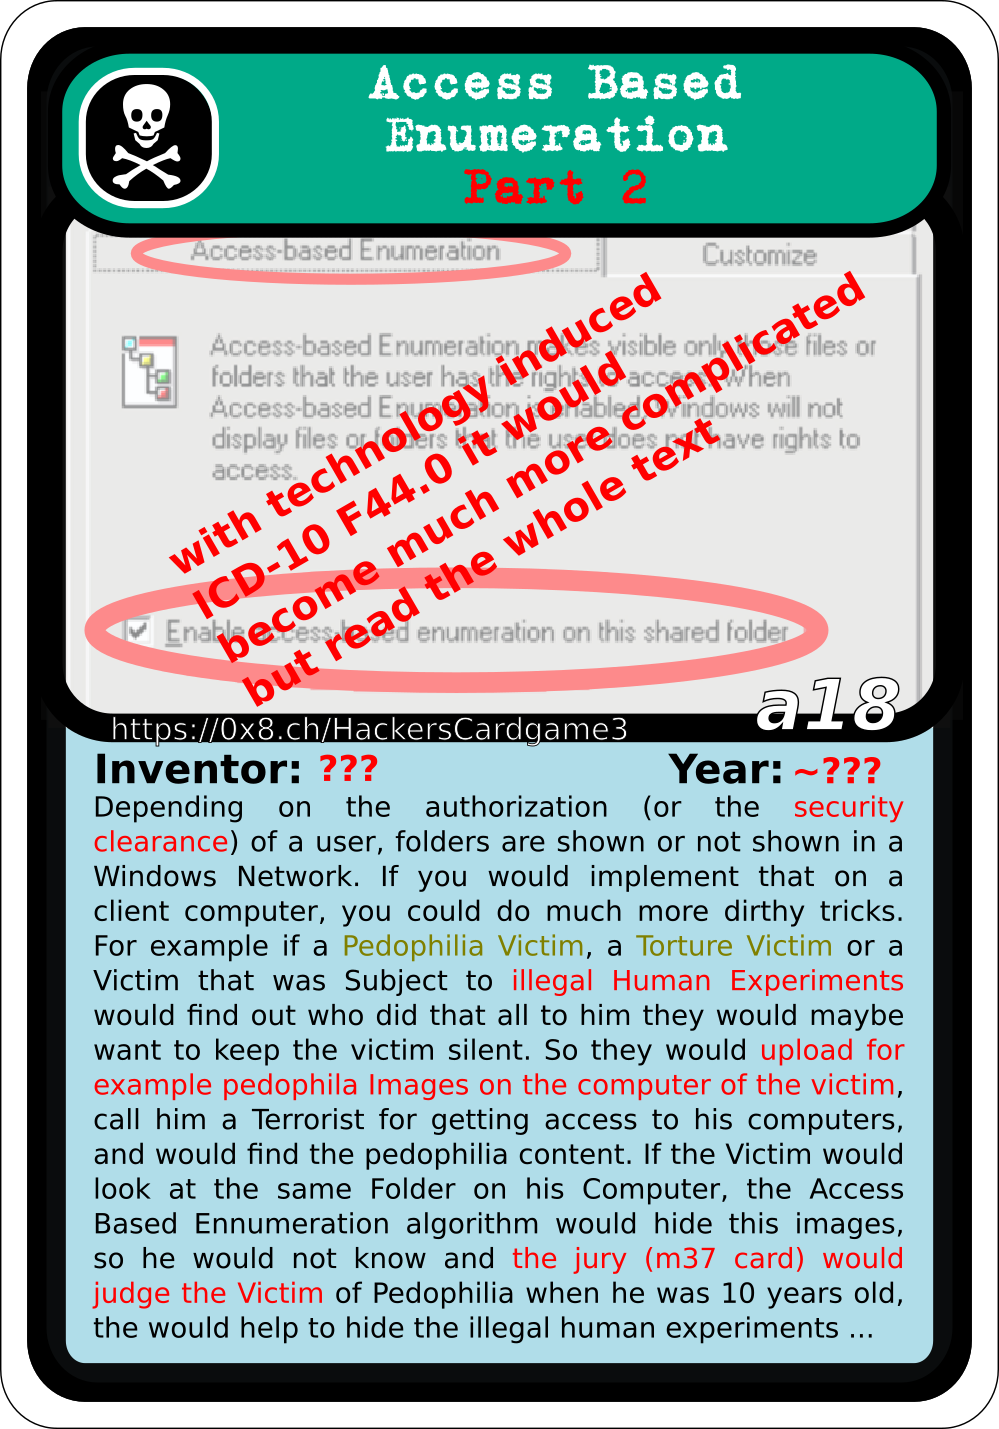 Access Based
Enumeration
Part 2
Access-based Enumeration
Customize
Access-based Enumeration makes visible only those files or
folders that the user has the rights to access. When
Access-based Enumeration is enabled, Windows will not
display files or folders that the user does not have rights to
access.
with technology induced
ICD-10 F44.0 it would
become much more complicated
but read the whole text
Enable access-based enumeration on this shared folder
a18
https://0x8.ch/HackersCardgame3
Inventor: ??? Year: ~???
Depending on the authorization (or the security
clearance) of a user, folders are shown or not shown in a
Windows Network. If you would implement that on a
client computer, you could do much more dirthy tricks.
For example if a Pedophilia Victim, a Torture Victim or a
Victim that was Subject to illegal Human Experiments
would find out who did that all to him they would maybe
want to keep the victim silent. So they would upload for
example pedophila Images on the computer of the victim,
call him a Terrorist for getting access to his computers,
and would find the pedophilia content. If the Victim would
look at the same Folder on his Computer, the Access
Based Ennumeration algorithm would hide this images,
so he would not know and the jury (m37 card) would
judge the Victim of Pedophilia when he was 10 years old,
the would help to hide the illegal human experiments ...